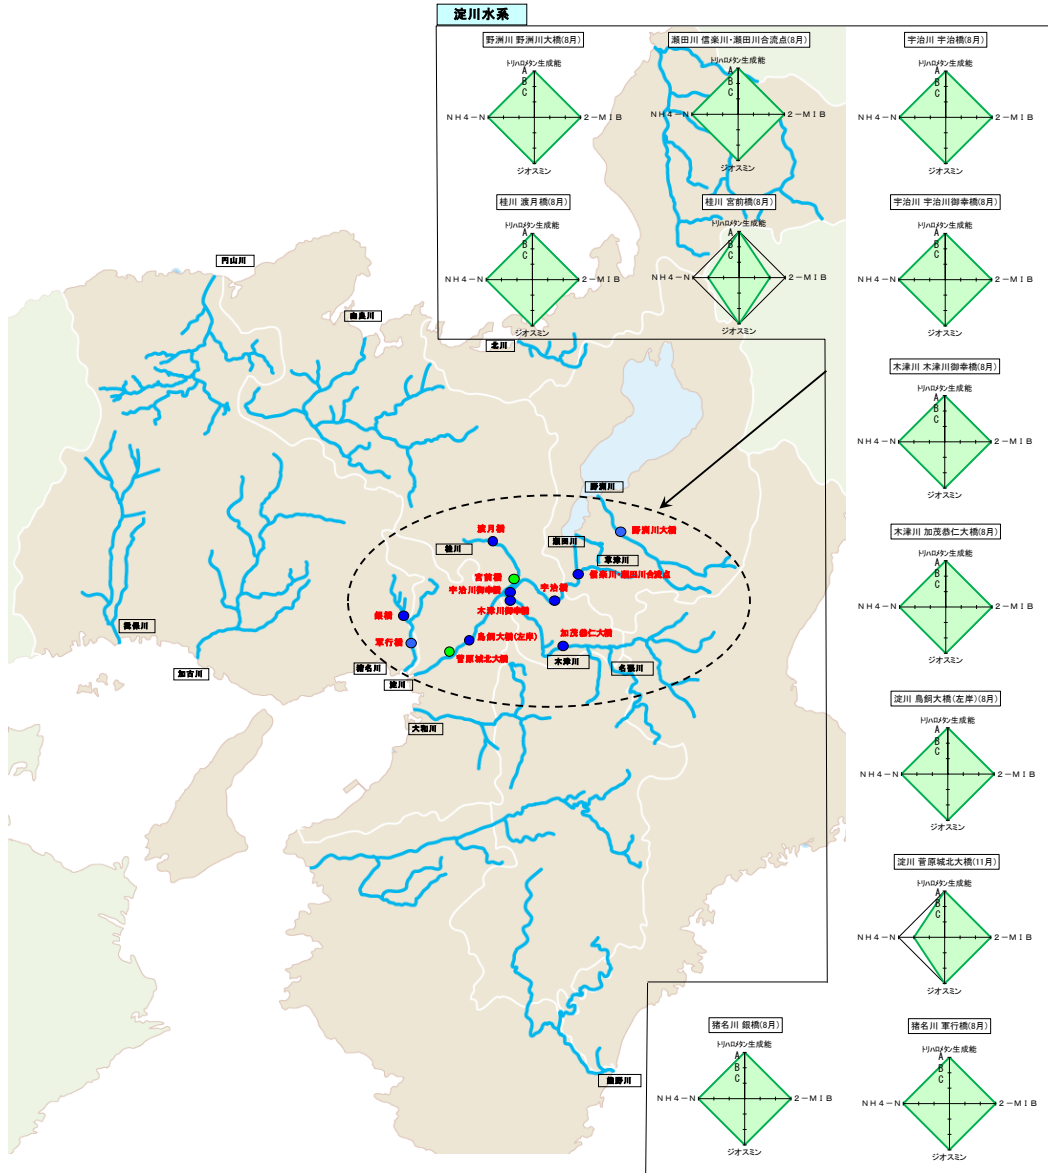 淀川水系
野洲川 野洲川大橋(8月)
トリハロメタン生成能
A
B
C
NH4-N
2-MIB
ジオスミン
瀬田川 信楽川・瀬田川合流点(8月)
トリハロメタン生成能
A
B
C
NH4-N
2-MIB
ジオスミン
宇治川 宇治橋(8月)
トリハロメタン生成能
A
B
C
NH4-N
2-MIB
ジオスミン
桂川 渡月橋(8月)
トリハロメタン生成能
A
B
C
NH4-N
2-MIB
ジオスミン
桂川 宮前橋(8月)
トリハロメタン生成能
A
B
C
NH4-N
2-MIB
ジオスミン
宇治川 宇治川御幸橋(8月)
トリハロメタン生成能
A
B
C
NH4-N
2-MIB
ジオスミン
木津川 木津川御幸橋(8月)
トリハロメタン生成能
A
B
C
NH4-N
2-MIB
ジオスミン
木津川 加茂恭仁大橋(8月)
トリハロメタン生成能
A
B
C
NH4-N
2-MIB
ジオスミン
淀川 鳥飼大橋(左岸)(8月)
トリハロメタン生成能
A
B
C
NH4-N
2-MIB
ジオスミン
淀川 菅原城北大橋(11月)
トリハロメタン生成能
A
B
C
NH4-N
2-MIB
ジオスミン
猪名川 銀橋(8月)
トリハロメタン生成能
A
B
C
NH4-N
2-MIB
ジオスミン
猪名川 軍行橋(8月)
トリハロメタン生成能
A
B
C
NH4-N
2-MIB
ジオスミン
円山川
由良川
北川
野洲川
野洲川大橋
渡月橋
桂川
瀬田川
草津川
信楽川・瀬田川合流点
宮前橋
宇治川御幸橋
宇治橋
木津川御幸橋
銀橋
軍行橋
鳥飼大橋(左岸)
加茂恭仁大橋
菅原城北大橋
木津川
名張川
猪名川
淀川
揖保川
加古川
大和川
熊野川